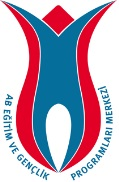 AB EĞİTİM VE GENÇLİK PROGRAMLARI MERKEZİ